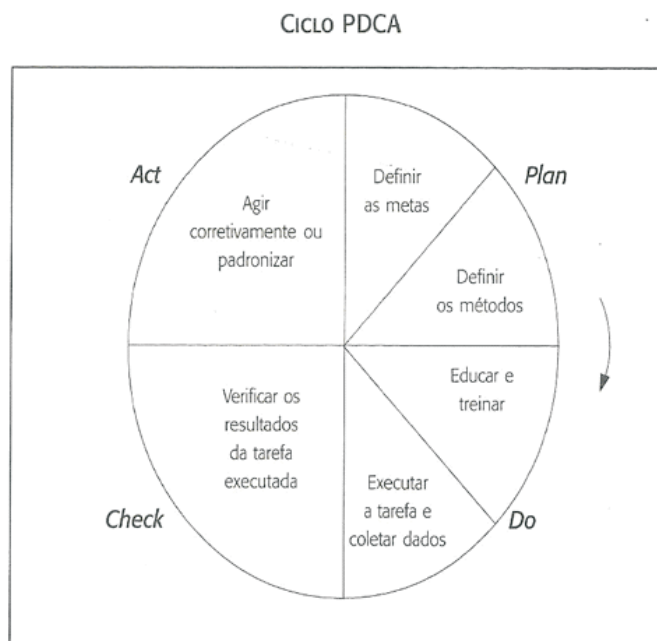 CICLO PDCA
Act
Plan
Definir
as metas
Agir
corretivamente ou
padronizar
Definir
os métodos
Educar e
treinar
Verificar os
resultados
da tarefa
executada
Executar
a tarefa e
coletar dados
Check
Do